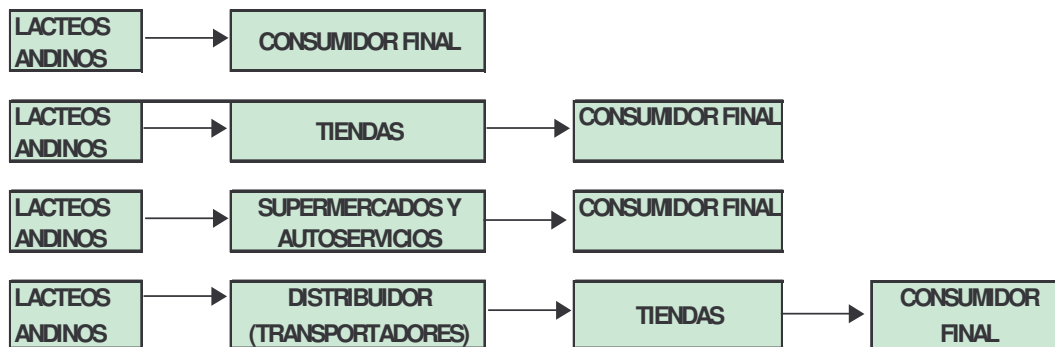 LACTEOS
ANDINOS
CONSUMIDOR FINAL
LACTEOS
ANDINOS
TIENDAS
CONSUMIDOR FINAL
LACTEOS
ANDINOS
SUPERMERCADOS Y
AUTOSERVICIOS
CONSUMIDOR FINAL
LACTEOS
ANDINOS
DISTRIBUIDOR
(TRANSPORTADORES)
TIENDAS
CONSUMIDOR
FINAL